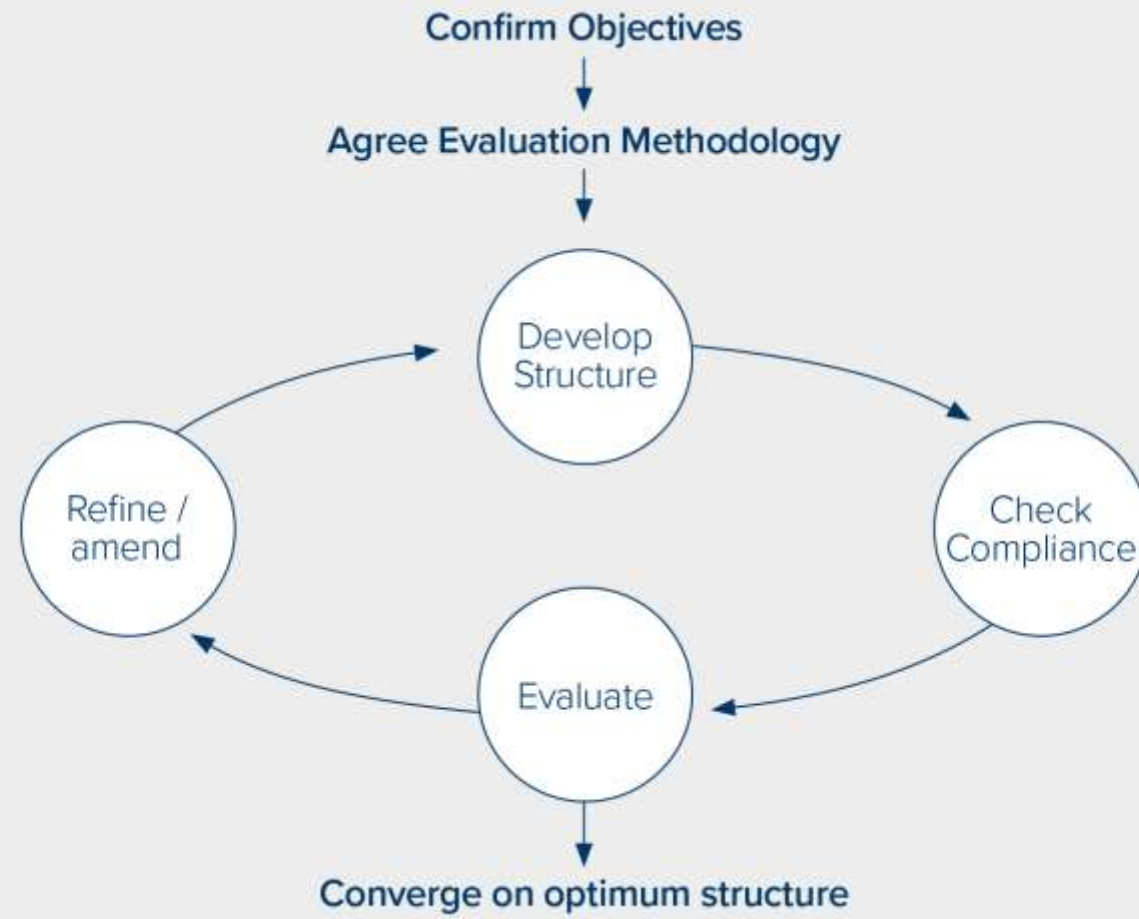 Confirm Objectives
Agree Evaluation Methodology
Develop
Structure
Check
Compliance
Evaluate
Refine /
amend
Converge on optimum structure